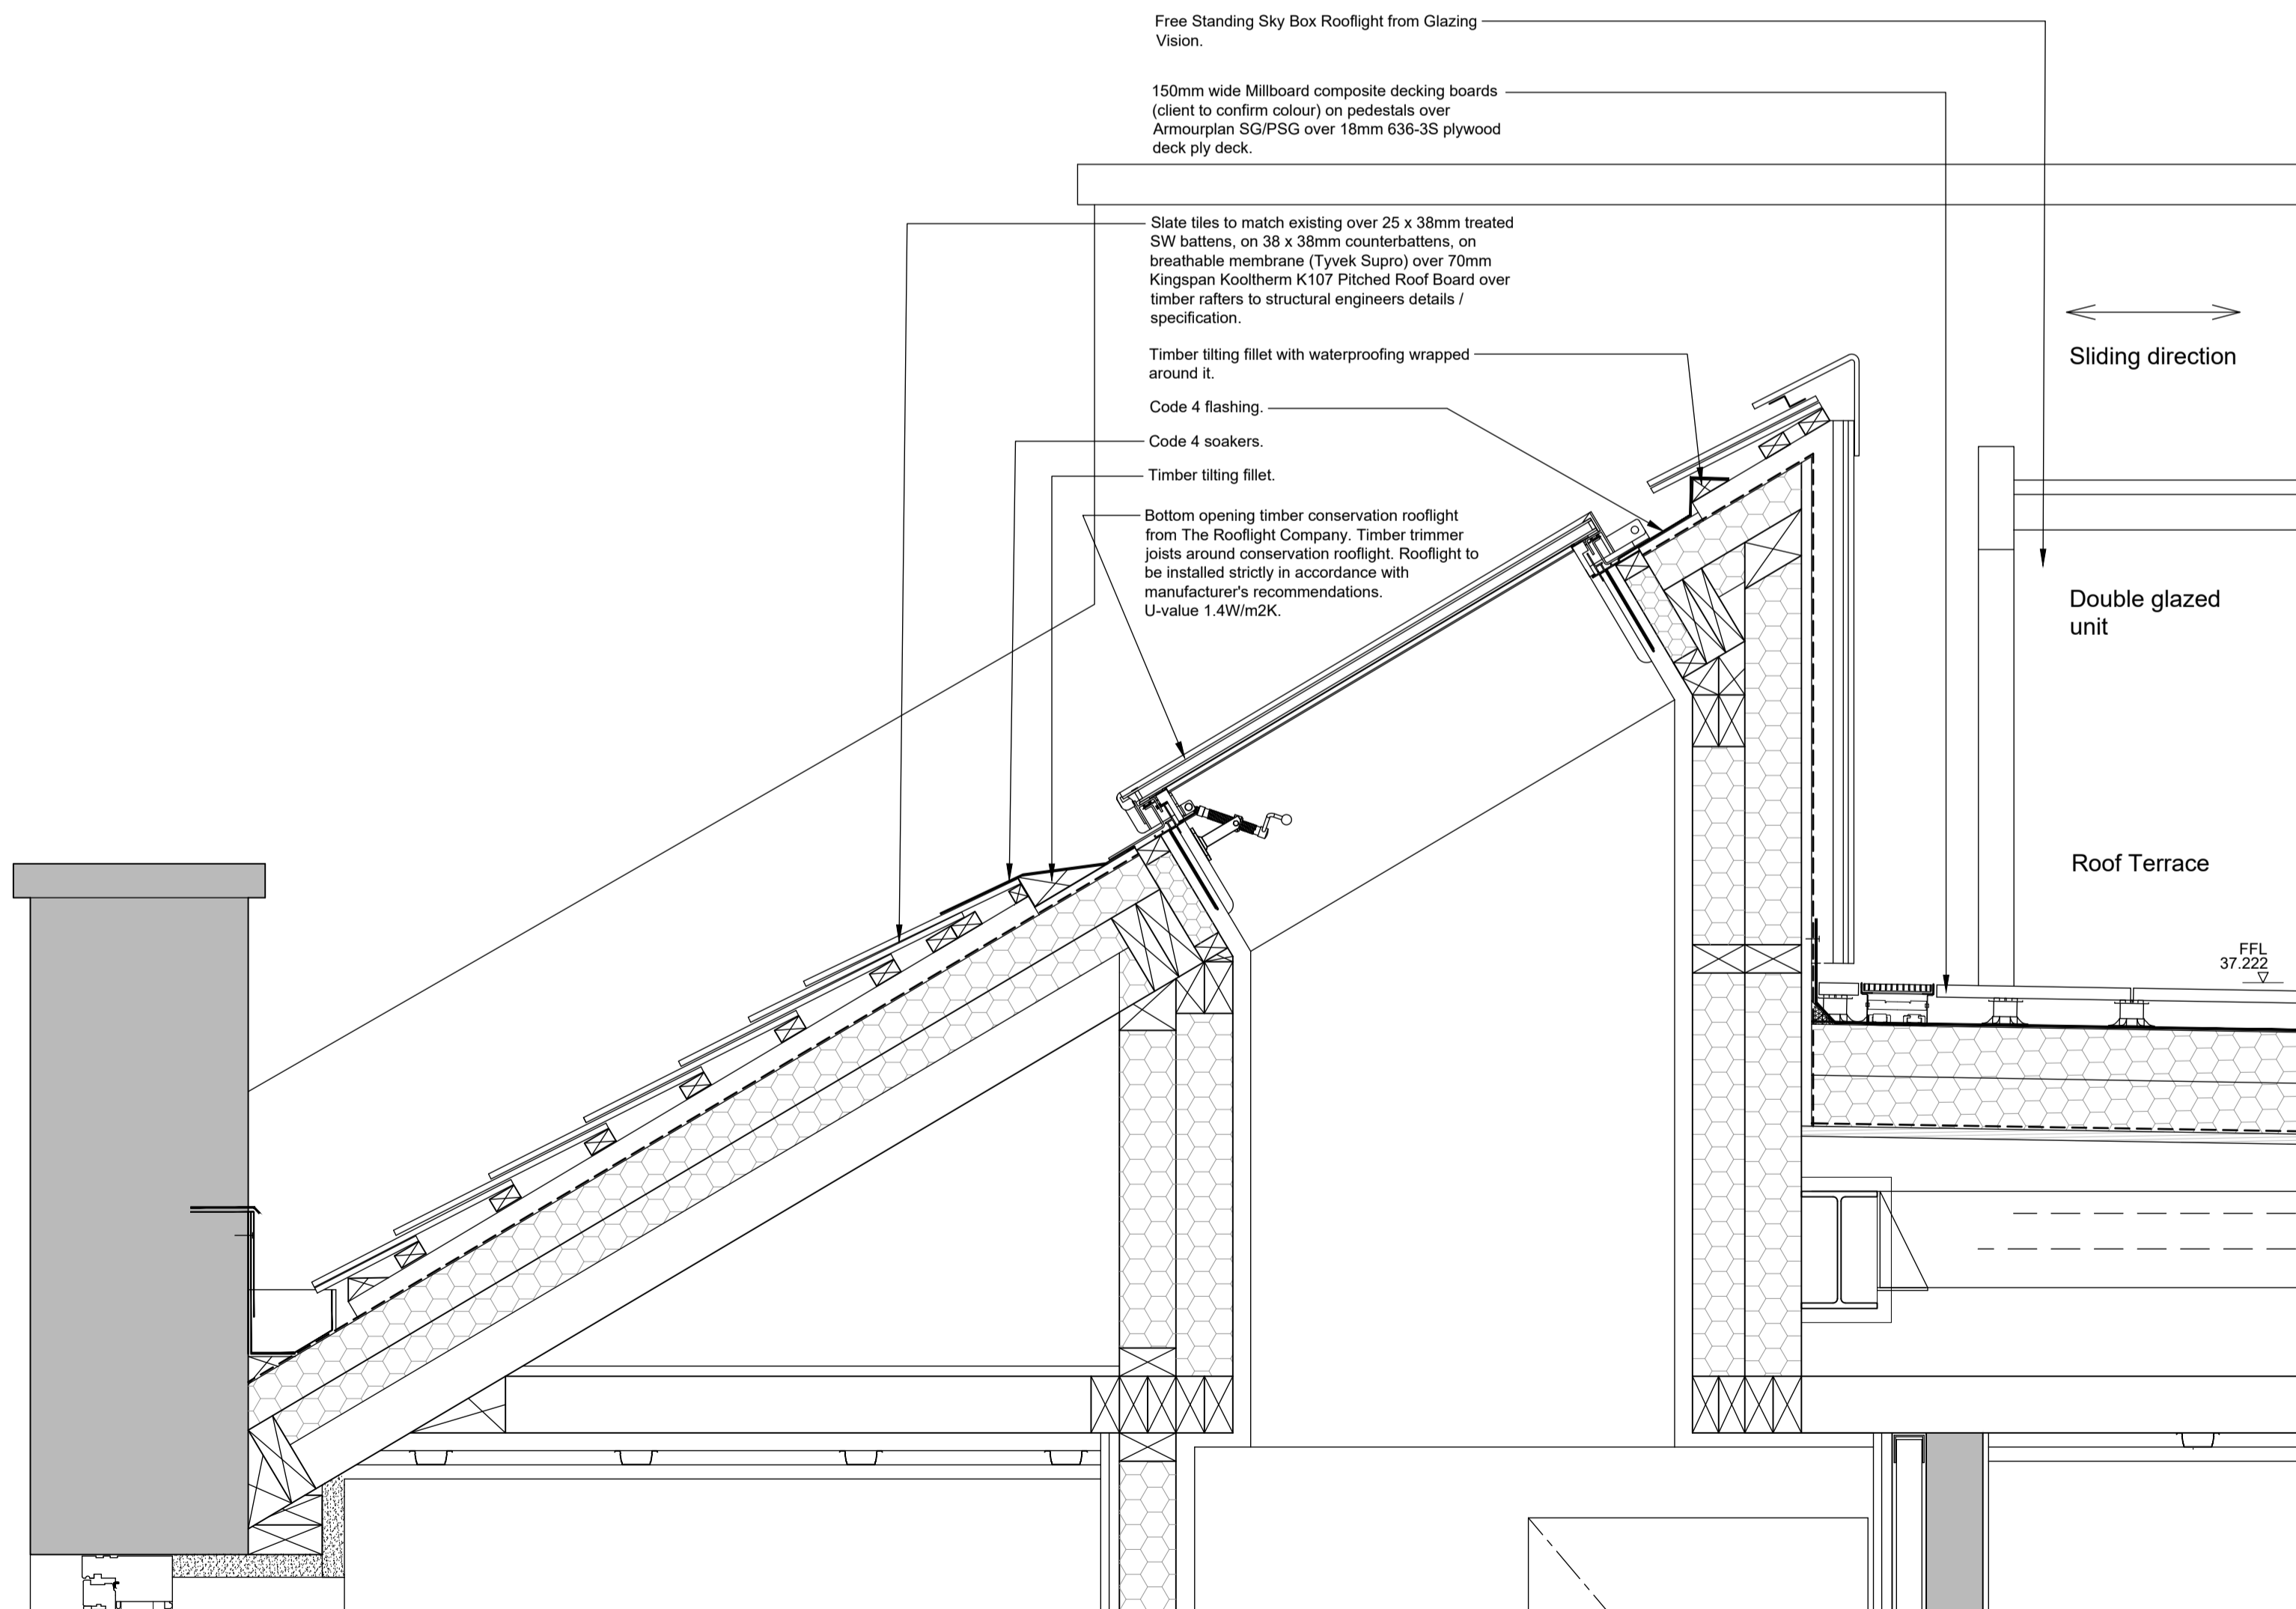 Free Standing Sky Box Rooflight from Glazing
Vision.
150mm wide Millboard composite decking boards
(client to confirm colour) on pedestals over
Armourplan SG/PSG over 18mm 636-3S plywood
deck ply deck.
Slate tiles to match existing over 25 x 38mm treated
SW battens, on 38 x 38mm counterbattens, on
breathable membrane (Tyvek Supro) over 70mm
Kingspan Kooltherm K107 Pitched Roof Board over
timber rafters to structural engineers details /
specification.
Timber tilting fillet with waterproofing wrapped
around it.
Code 4 flashing.
Code 4 soakers.
Timber tilting fillet.
Bottom opening timber conservation rooflight
from The Rooflight Company. Timber trimmer
joists around conservation rooflight. Rooflight to
be installed strictly in accordance with
manufacturer's recommendations.
U-value 1.4W/m2K.
Sliding direction
Double glazed
unit
Roof Terrace
FFL
37.222